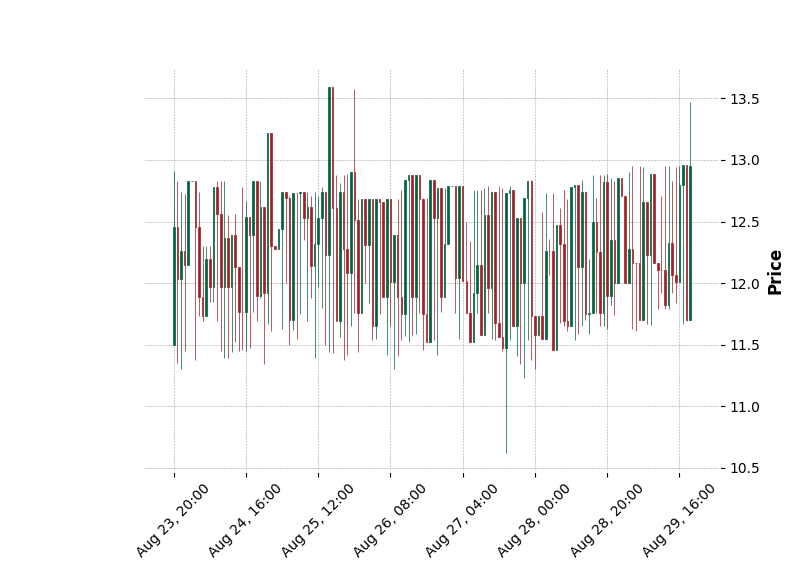 13.5
13.0
12.5
12.0
11.5
11.0
10.5
Price
Aug 23, 20:00
Aug 24, 16:00
Aug 25, 12:00
Aug 26, 08:00
Aug 27, 04:00
Aug 28, 00:00
Aug 28, 20:00
Aug 29, 16:00